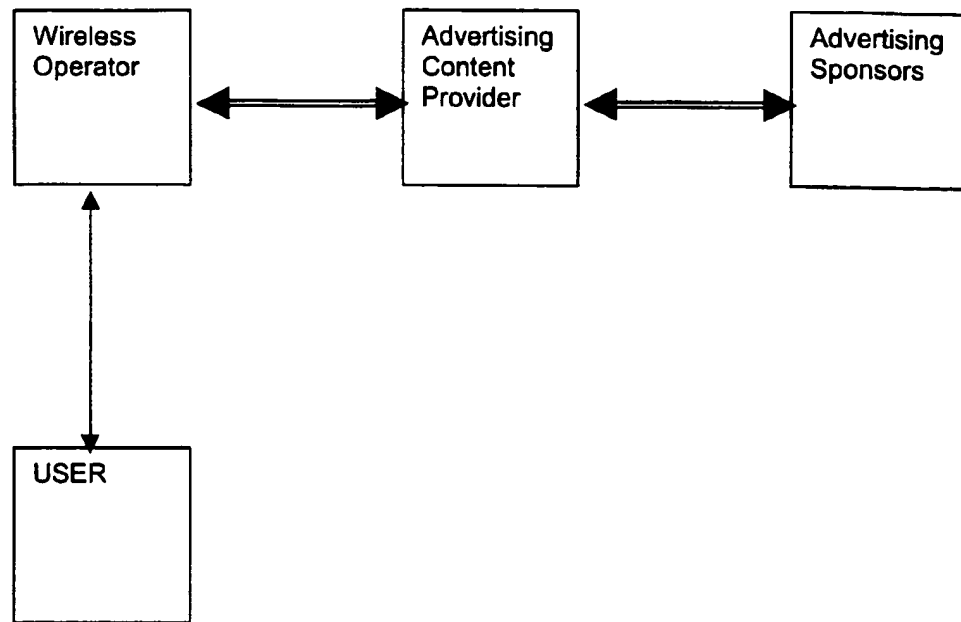 Wireless
Operator
Advertising
Content
Provider
Advertising
Sponsors
USER